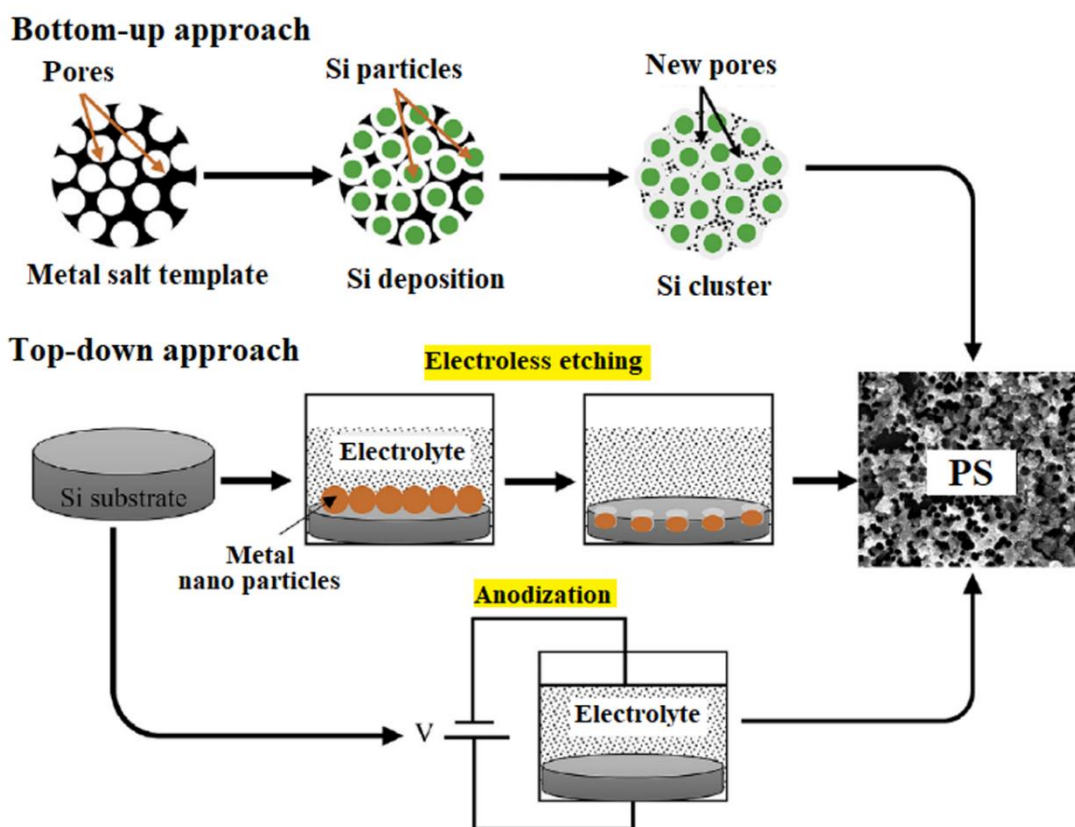 Bottom-up approach
Pores
Si particles
New pores
Metal salt template
Si deposition
Si cluster
Top-down approach
Electroless etching
Si substrate
Electrolyte
PS
Metal
nano particles
Anodization
V
Electrolyte